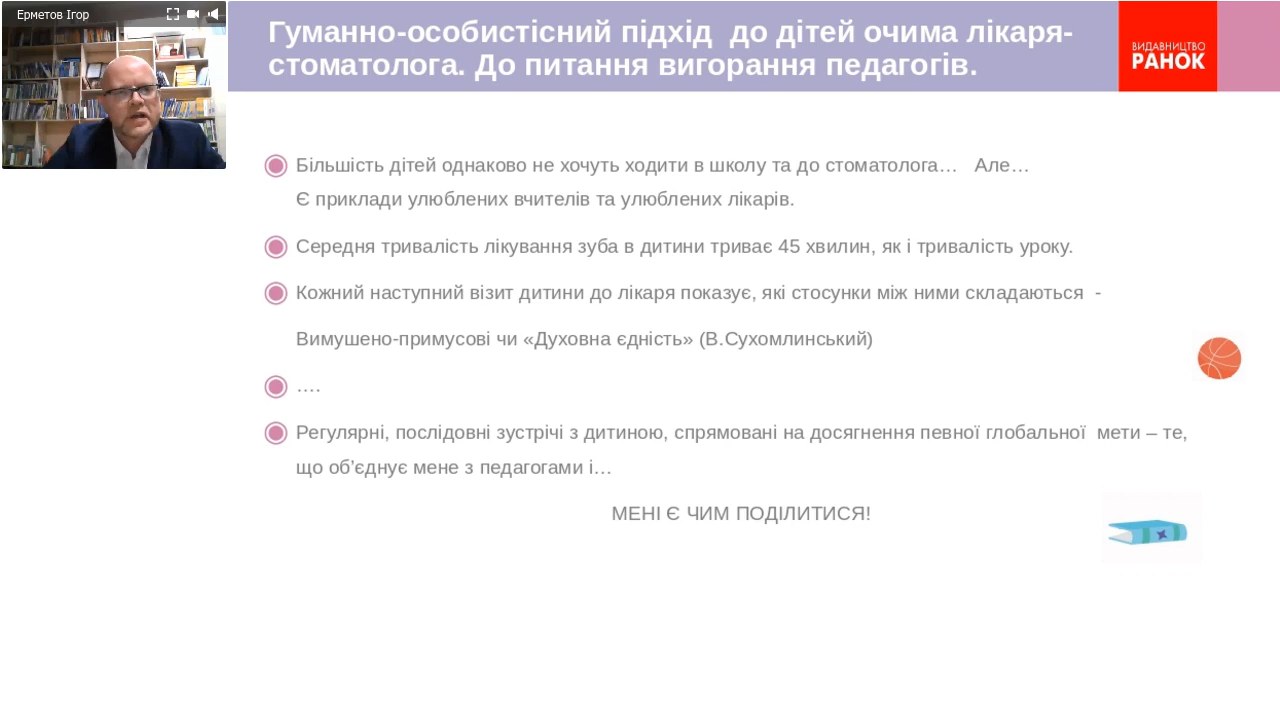 Ерметов Ігор
Гуманно-особистісний підхід до дітей очима лікаря-
стоматолога. До питання вигорання педагогів.
ВИДАВНИЦТВО
РАНОК
Більшість дітей однаково не хочуть ходити в школу та до стоматолога… Але…
Є приклади улюблених вчителів та улюблених лікарів.
Середня тривалість лікування зуба в дитини триває 45 хвилин, як і тривалість уроку.
Кожний наступний візит дитини до лікаря показує, які стосунки між ними складаються -
Вимушено-примусові чи «Духовна єдність» (В.Сухомлинський)
….
Регулярні, послідовні зустрічі з дитиною, спрямовані на досягнення певної глобальної мети – те,
що об’єднує мене з педагогами і…
МЕНІ Є ЧИМ ПОДІЛИТИСЯ!